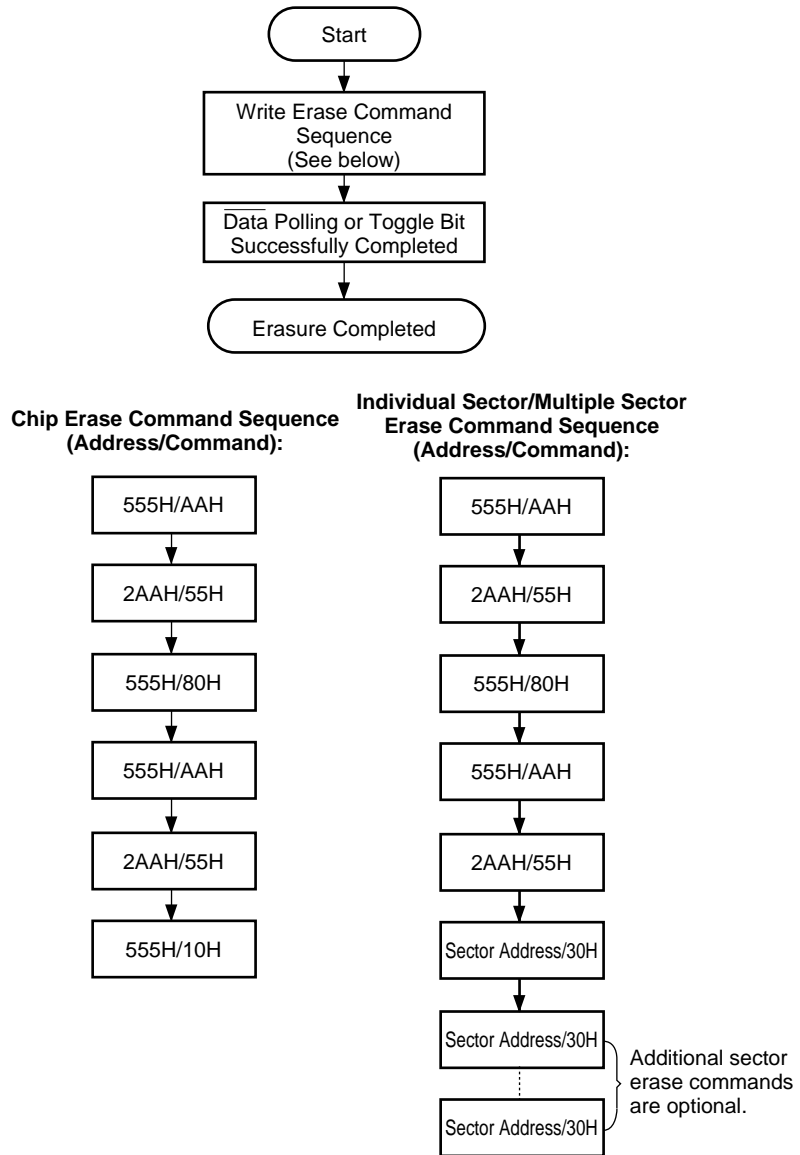 Start
Write Erase Command
Sequence
(See below)
Data Polling or Toggle Bit
Successfully Completed
Erasure Completed
Chip Erase Command Sequence
(Address/Command):
555H/AAH
2AAH/55H
555H/80H
555H/AAH
2AAH/55H
555H/10H
Individual Sector/Multiple Sector
Erase Command Sequence
(Address/Command):
555H/AAH
2AAH/55H
555H/80H
555H/AAH
2AAH/55H
Sector Address/30H
Sector Address/30H
Sector Address/30H
Additional sector
erase commands
are optional.